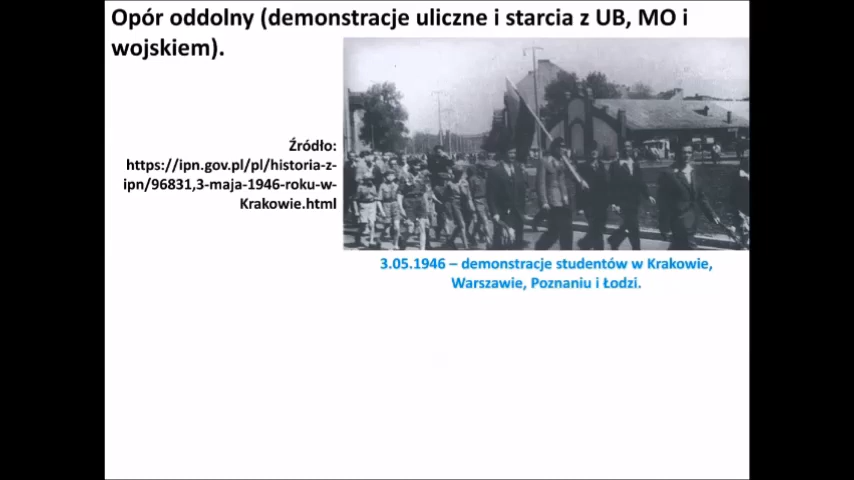 Opór oddolny (demonstracje uliczne i starcia z UB, MO i
wojskiem).
Źródło:
https://ipn.gov.pl/pl/historia-z-
ipn/96831,3-maja-1946-roku-w-
Krakowie.html
3.05.1946 – demonstracje studentów w Krakowie,
Warszawie, Poznaniu i Łodzi.